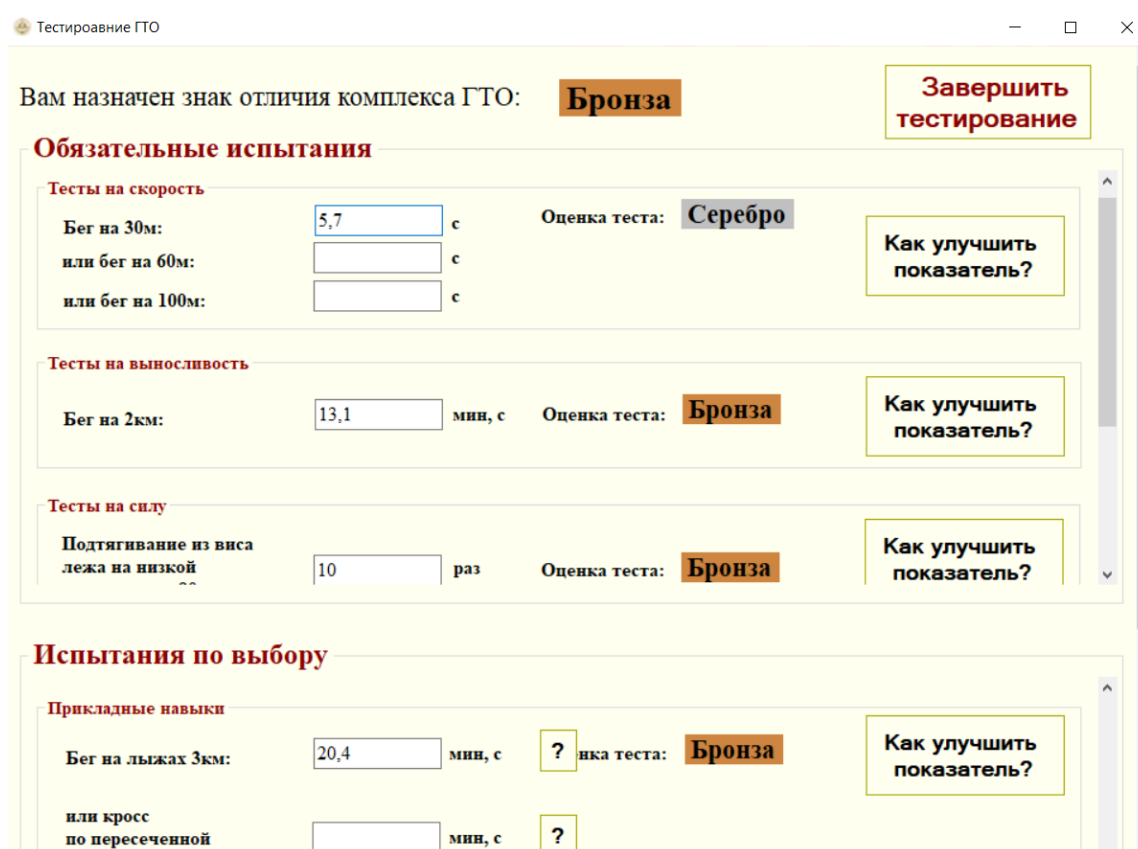 Тестироавние ГТО
Вам назначен знак отличия комплекса ГТО: Бронза
Завершить
тестирование
Обязательные испытания
Тесты на скорость
Бег на 30м: 5,7 с Оценка теста: Серебро
или бег на 60м: с
или бег на 100м: с
Как улучшить
показатель?
Тесты на выносливость
Бег на 2км: 13,1 мин, с Оценка теста: Бронза
Как улучшить
показатель?
Тесты на силу
Подтягивание из виса
лежа на низкой
10 раз Оценка теста: Бронза
Как улучшить
показатель?
Испытания по выбору
Прикладные навыки
Бег на лыжах 3км: 20,4 мин, с ? нка теста: Бронза
Как улучшить
показатель?
или кросс
по пересеченной
мин, с ?